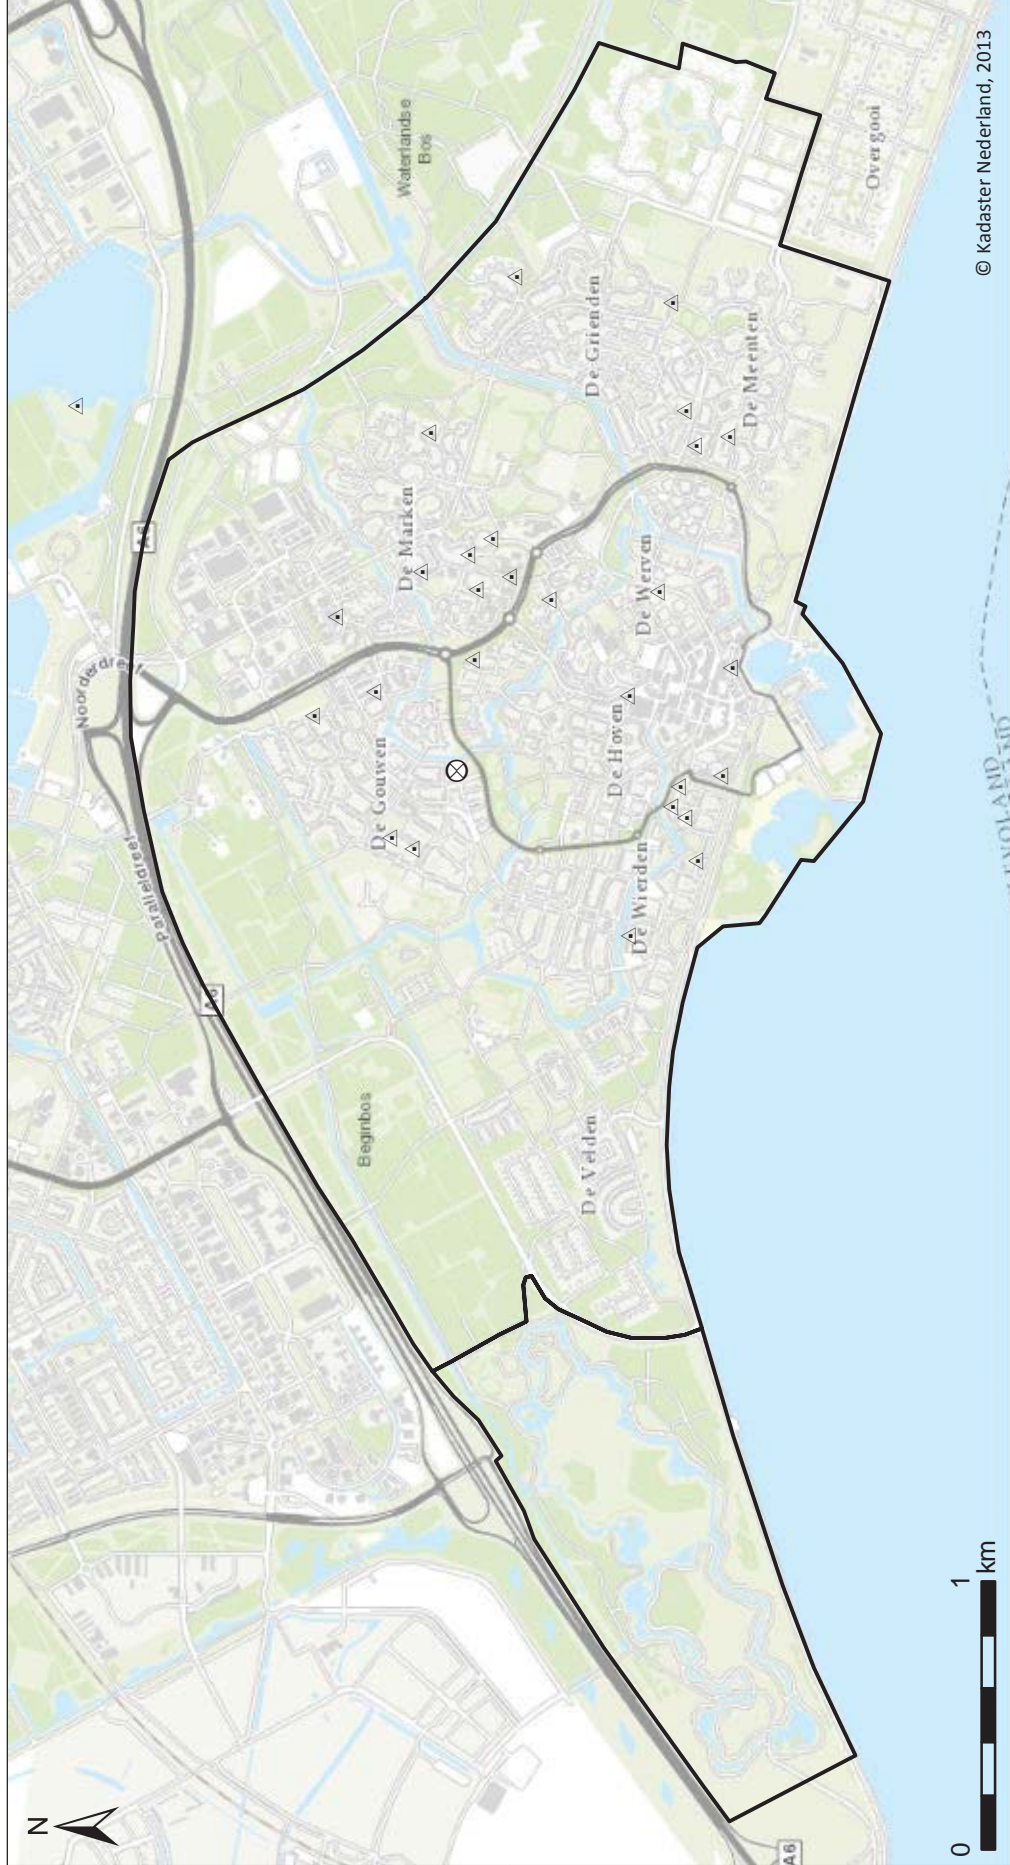 N
Noorderdreef
A6
Paralleldreef
A6
Waterlandse
Bos
Overgooi
De Grienden
De Meenten
De Marken
De Werven
De Gouwen
De Hoven
De Wierden
Beginbos
De Velden
A6
0
1
km
© Kadaster Nederland, 2013